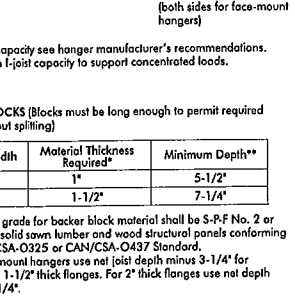 (both sides for face-mount
hangers)
capacity see hanger manufacturer's recommendations.
I-joist capacity to support concentrated loads.
OCKS (Blocks must be long enough to permit required
out splitting)
dth Material Thickness Required* Minimum Depth**
1" 5-1/2"
1-1/2" 7-1/4"
grade for backer block material shall be S-P-F No. 2 or
solid sawn lumber and wood structural panels conforming
CSA-O325 or CAN/CSA-O437 Standard.
mount hangers use net joist depth minus 3-1/4" for
1-1/2" thick flanges. For 2" thick flanges use net depth
1/4".